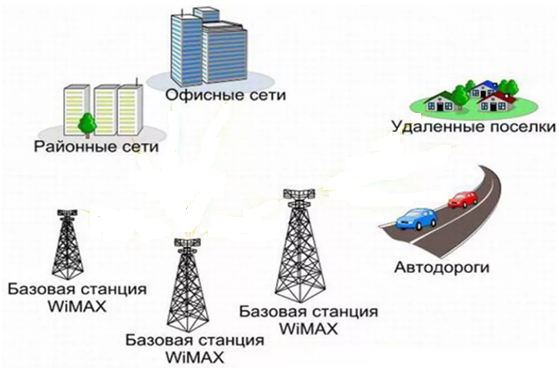 Офисные сети
Районные сети
Удаленные поселки
Автодороги
Базовая станция
WiMAX
Базовая станция
WiMAX
Базовая станция
WiMAX